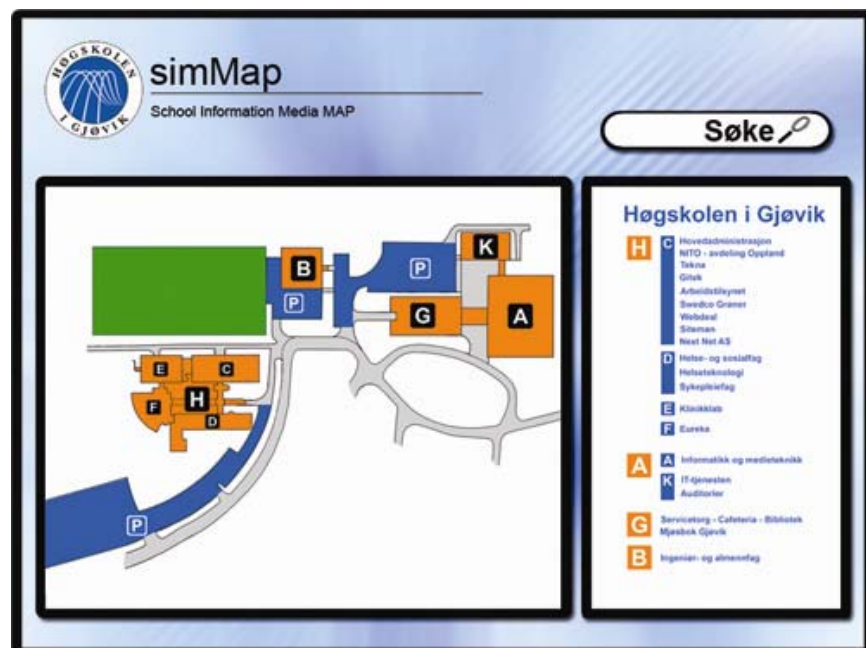 HØGSKOLEN
I GJØVIK
simMap
School Information Media MAP
Søke
B
K
P
P
G
A
E
C
H
F
D
P
Høgskolen i Gjøvik
H
C Hovedadministrasjon
NITO - avdeling Oppland
Tekna
Gitek
Arbeidstilsynet
Swedco Graner
Webdeal
Siteman
Next Net AS
D Helse- og sosialfag
Helseteknologi
Sykepleiefag
E Klinikklab
F Eureka
A
A Informatikk og medieteknikk
K IT-tjenesten
Auditorier
G Servicetorg - Cafeteria - Bibliotek
Mjøsbok Gjøvik
B Ingeniør- og allmennfag